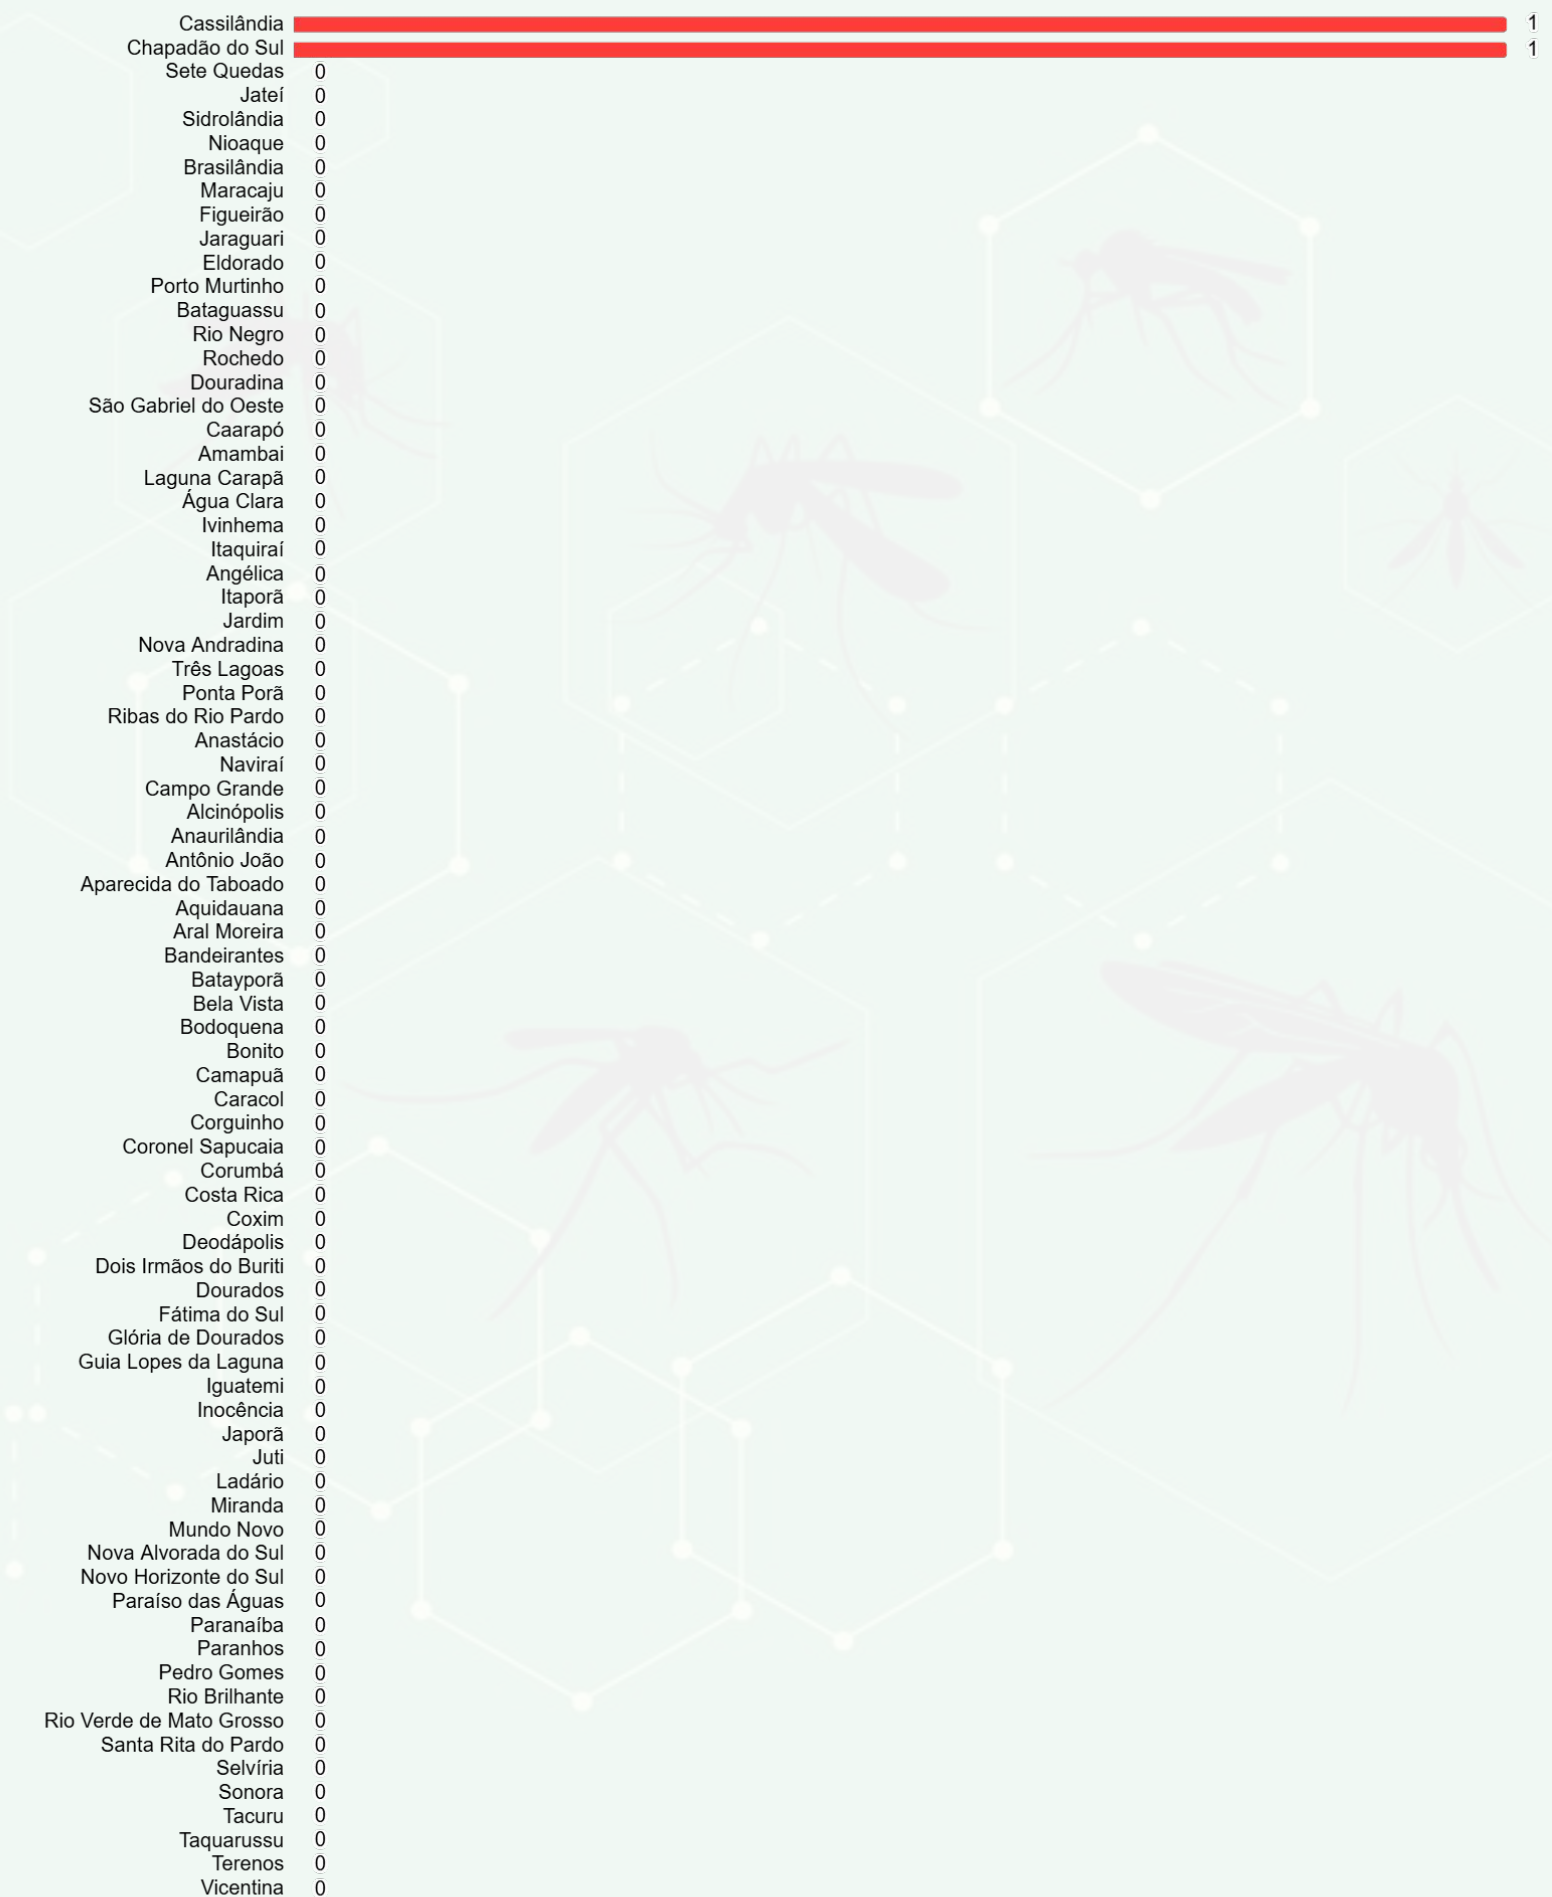 Cassilândia 1
Chapadão do Sul 1
Sete Quedas 0
Jateí 0
Sidrolândia 0
Nioaque 0
Brasilândia 0
Maracaju 0
Figueirão 0
Jaraguari 0
Eldorado 0
Porto Murtinho 0
Bataguassu 0
Rio Negro 0
Rochedo 0
Douradina 0
São Gabriel do Oeste 0
Caarapó 0
Amambai 0
Laguna Carapã 0
Água Clara 0
Ivinhema 0
Itaquiraí 0
Angélica 0
Itaporã 0
Jardim 0
Nova Andradina 0
Três Lagoas 0
Ponta Porã 0
Ribas do Rio Pardo 0
Anastácio 0
Naviraí 0
Campo Grande 0
Alcinópolis 0
Anaurilândia 0
Antônio João 0
Aparecida do Taboado 0
Aquidauana 0
Aral Moreira 0
Bandeirantes 0
Batayporã 0
Bela Vista 0
Bodoquena 0
Bonito 0
Camapuã 0
Caracol 0
Corguinho 0
Coronel Sapucaia 0
Corumbá 0
Costa Rica 0
Coxim 0
Deodápolis 0
Dois Irmãos do Buriti 0
Dourados 0
Fátima do Sul 0
Glória de Dourados 0
Guia Lopes da Laguna 0
Iguatemi 0
Inocência 0
Japorã 0
Juti 0
Ladário 0
Miranda 0
Mundo Novo 0
Nova Alvorada do Sul 0
Novo Horizonte do Sul 0
Paraíso das Águas 0
Paranaíba 0
Paranhos 0
Pedro Gomes 0
Rio Brilhante 0
Rio Verde de Mato Grosso 0
Santa Rita do Pardo 0
Selvíria 0
Sonora 0
Tacuru 0
Taquarussu 0
Terenos 0
Vicentina 0